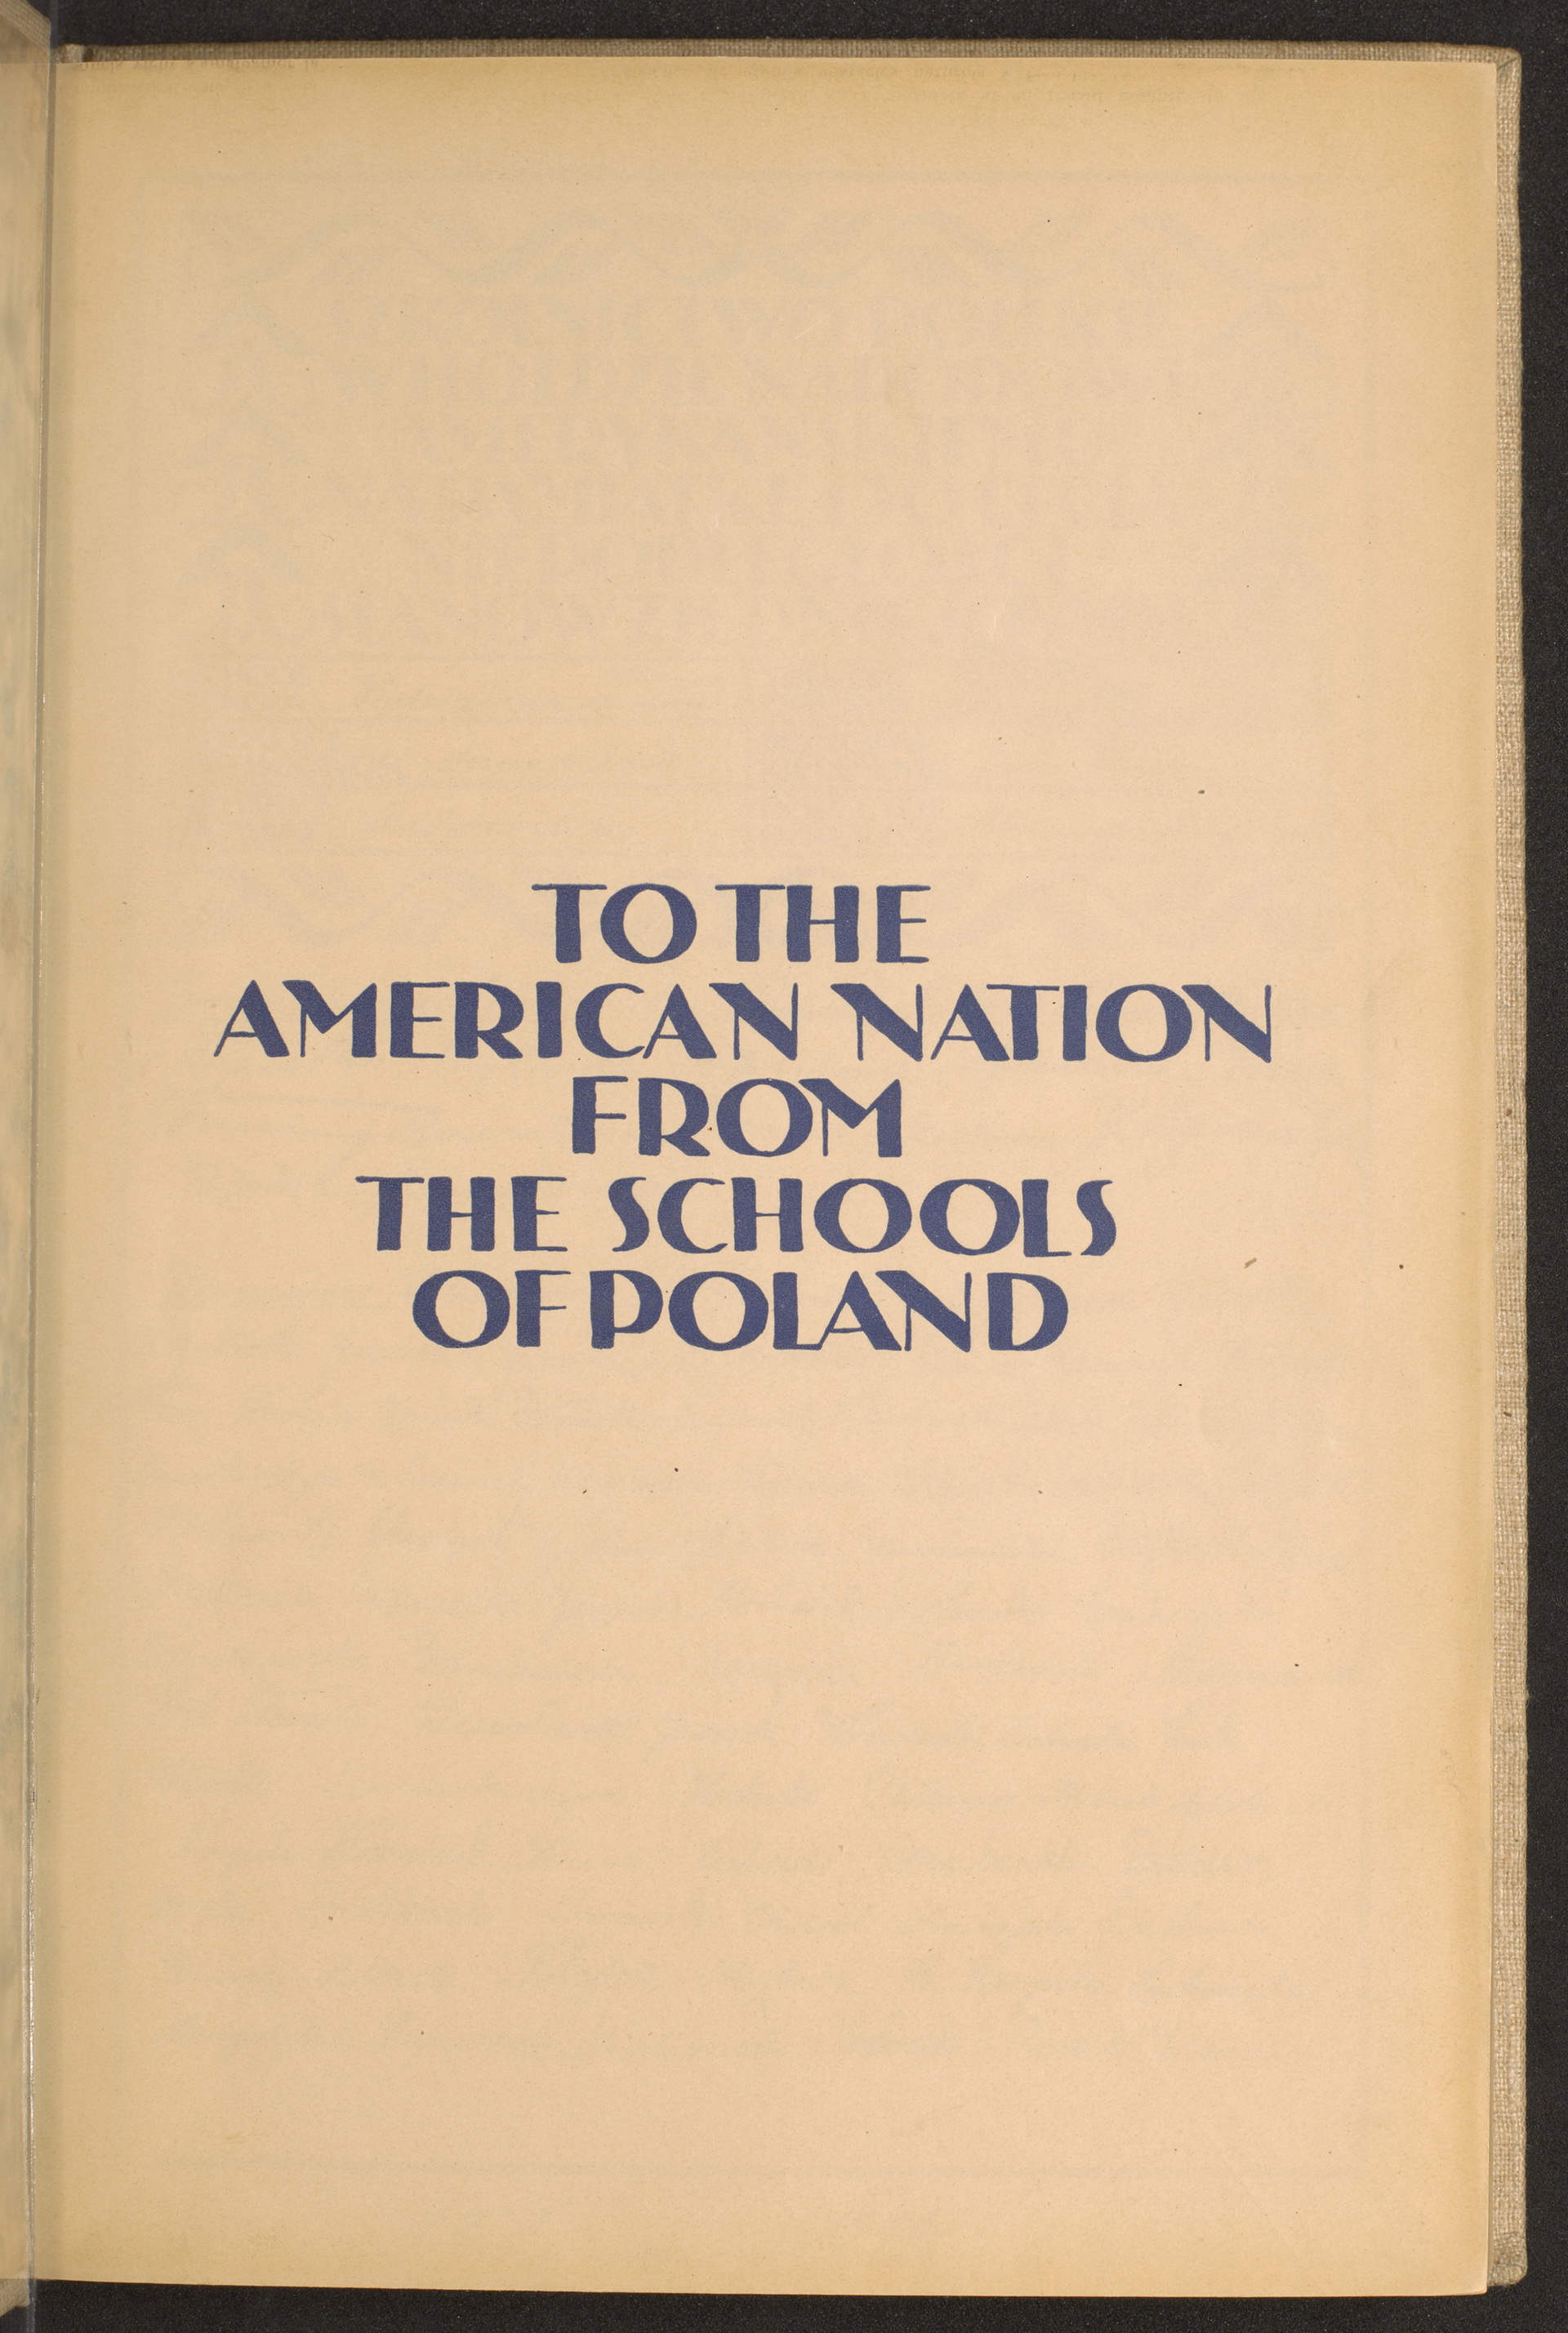 TO THE
AMERICAN NATION
FROM
THE SCHOOLS
OF POLAND